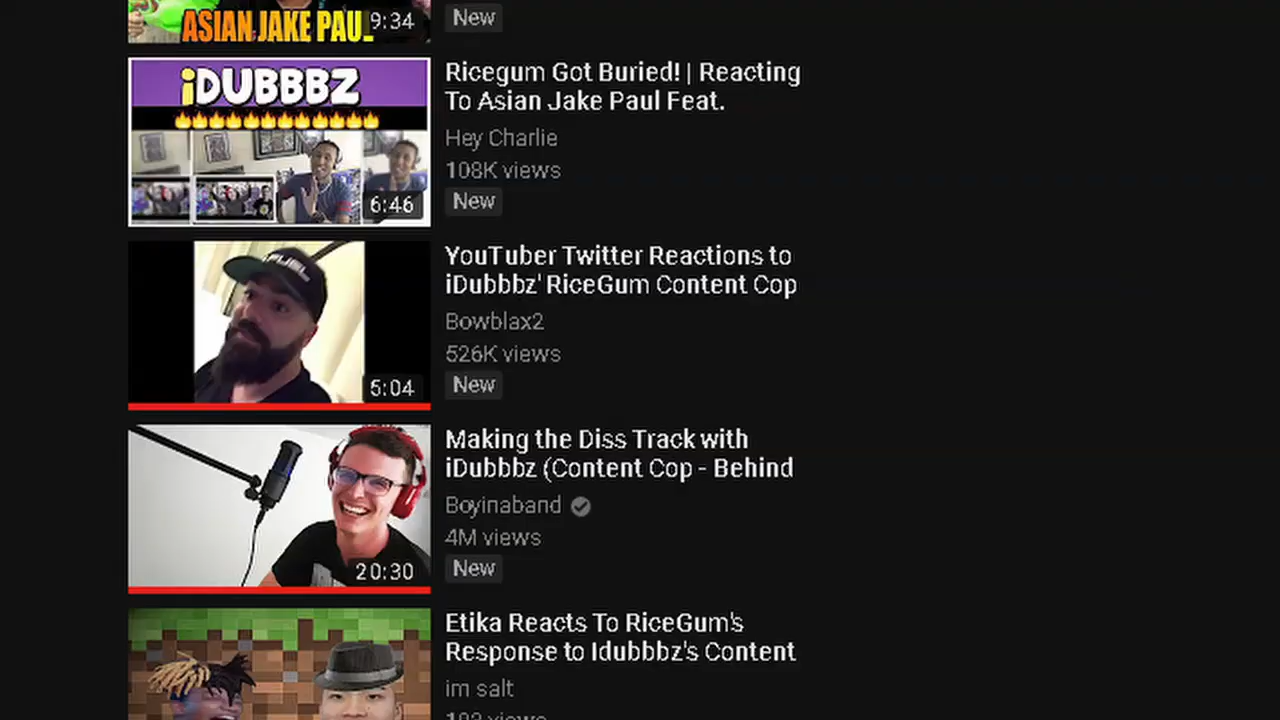 ASIAN JAKE PAUL
9:34
New
iDUBBBZ
6:46
Ricegum Got Buried! | Reacting
To Asian Jake Paul Feat.
Hey Charlie
108K views
New
5:04
YouTuber Twitter Reactions to
iDubbbz' RiceGum Content Cop
Bowblax2
526K views
New
20:30
Making the Diss Track with
iDubbbz (Content Cop - Behind
Boyinaband
4M views
New
Etika Reacts To RiceGum's
Response to Idubbbz's Content
im salt
views